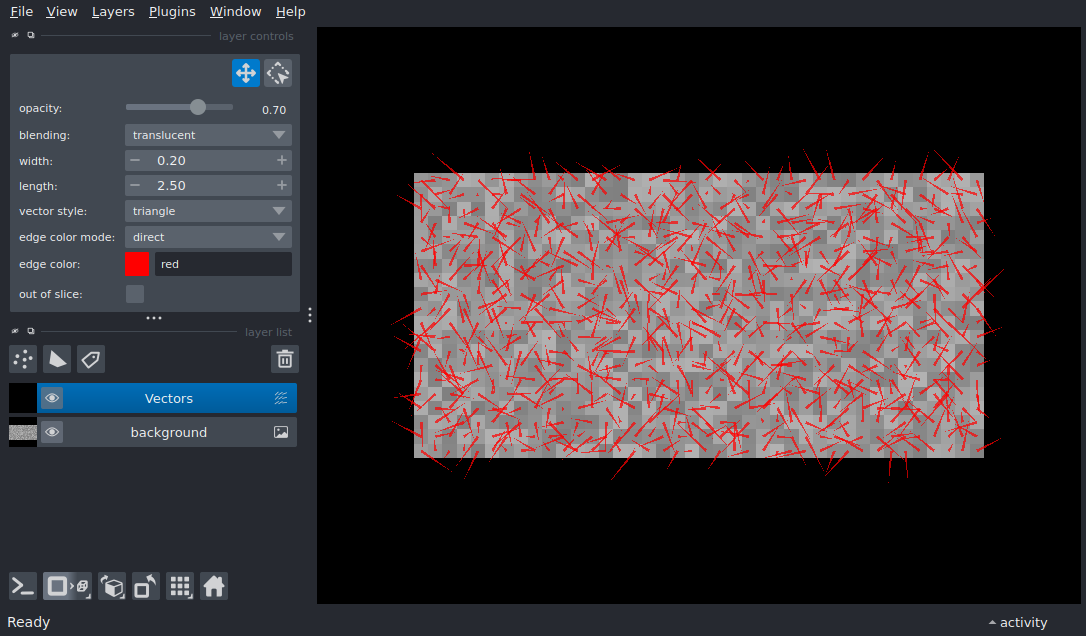 File View Layers Plugins Window Help
layer controls
opacity: 0.70
blending: translucent
width: 0.20
length: 2.50
vector style: triangle
edge color mode: direct
edge color: red
out of slice:
layer list
Vectors
background
Ready
activity